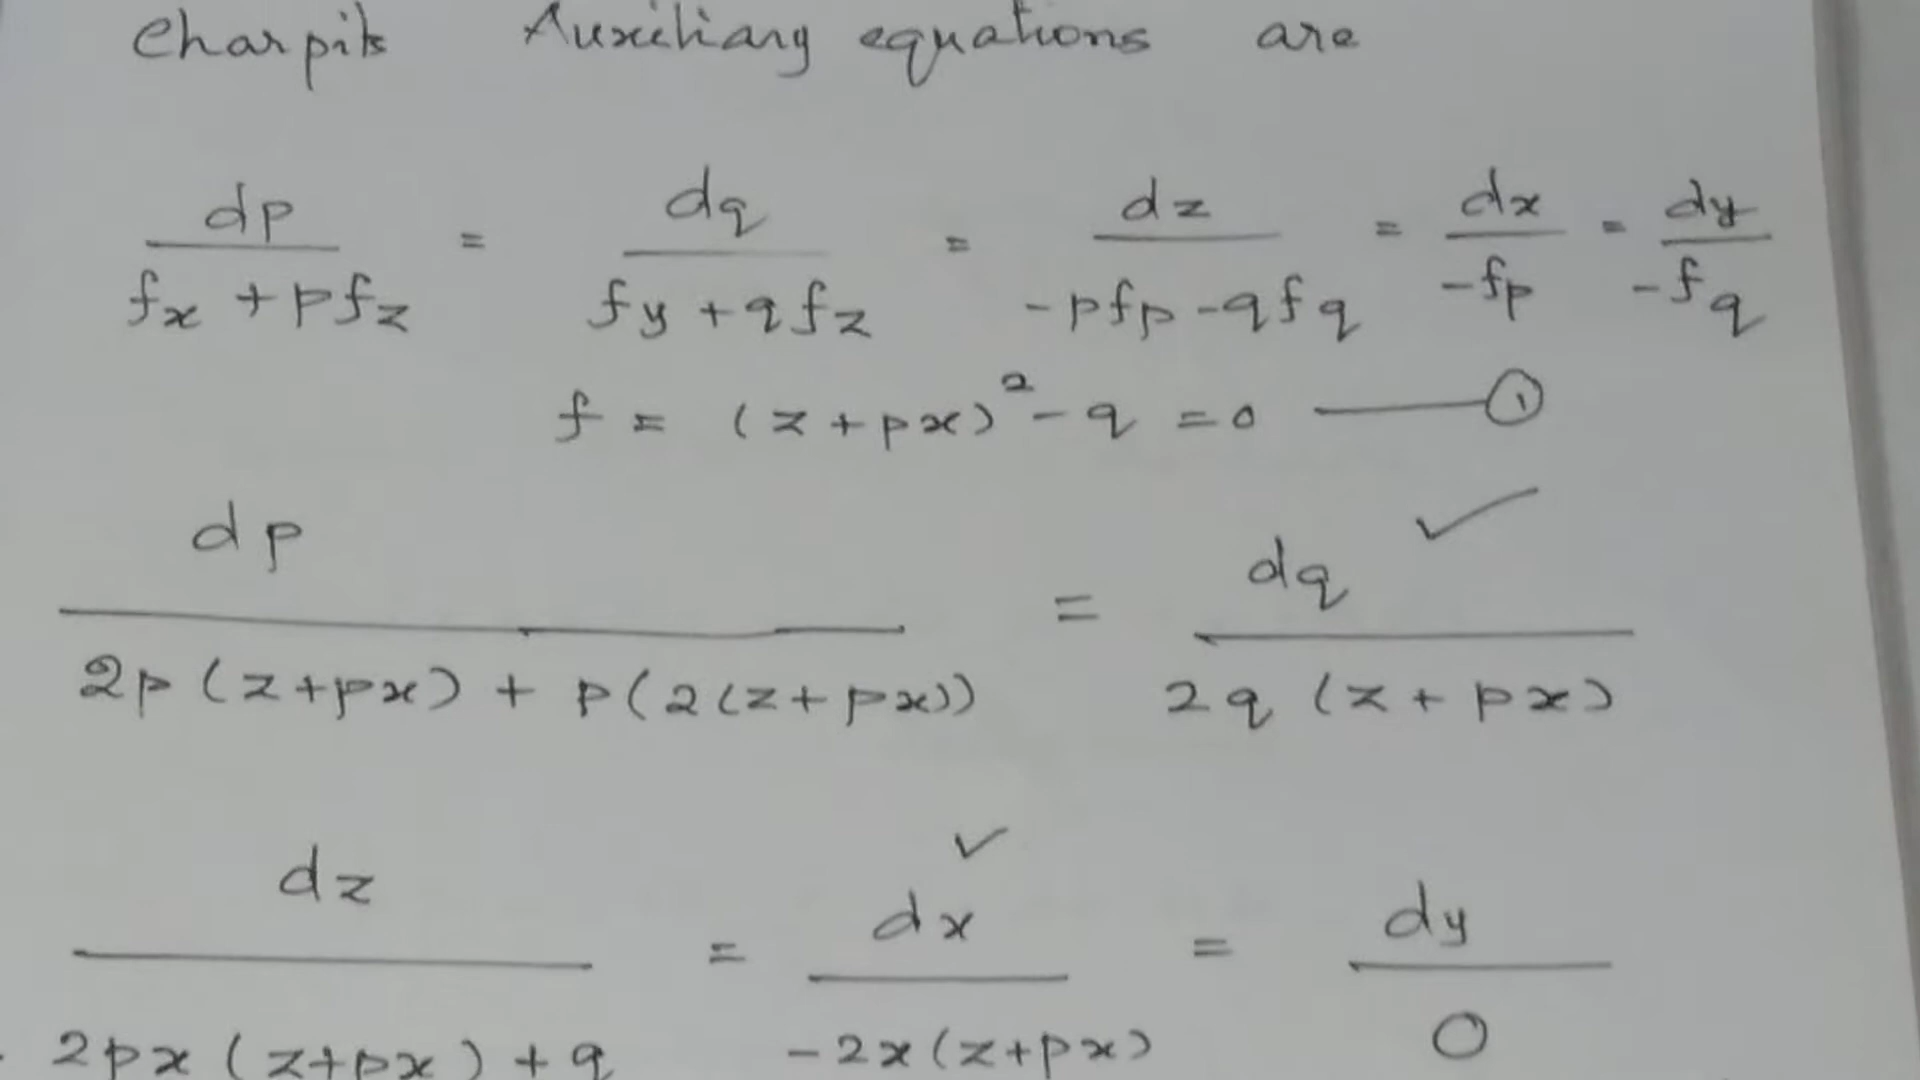 Charpits Auxiliary equations are
dp/(fx + pfz) = dq/(fy + qfz) = dz/(-pfp - qfq) = dx/-fp = dy/-fq
f = (z + px)² - q = 0 —— ①
dp/(2p(z+px) + p(2(z+px))) = dq/(2q(z+px)) ✓
dz/(-2px(z+px) + q) = dx/(-2x(z+px)) ✓ = dy/0